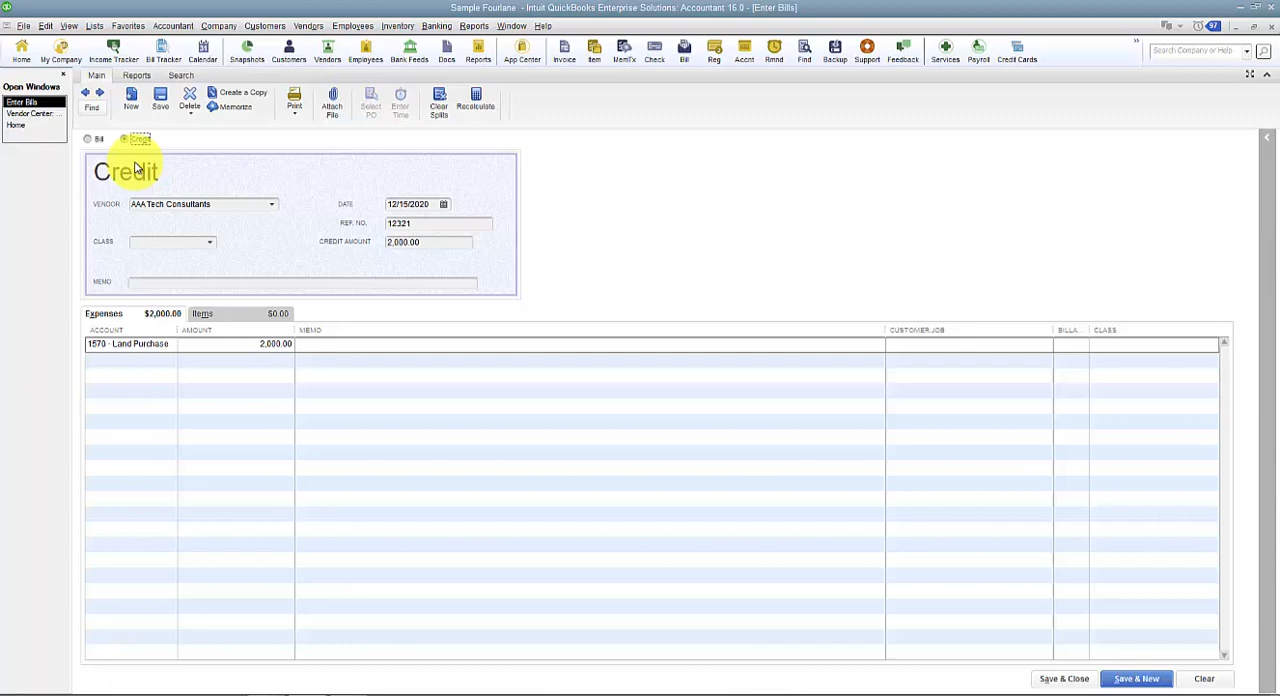 Sample Fourlane - Intuit QuickBooks Enterprise Solutions: Accountant 16.0 - [Enter Bills]
File Edit View Lists Favorites Accountant Company Customers Vendors Employees Inventory Banking Reports Window Help 97
Home My Company Income Tracker Bill Tracker Calendar Snapshots Customers Vendors Employees Bank Feeds Docs Reports App Center Invoice Item MemTx Check Bill Reg Accnt Rmnd Find Backup Support Feedback Services Payroll Credit Cards Search Company or Help
Main Reports Search
Open Windows
Enter Bills
Vendor Center: ...
Home
Find New Save Delete Create a Copy
Memorize
Print Attach File Select PO Enter Time Clear Splits Recalculate
Bill Credit
Credit
VENDOR AAA Tech Consultants DATE 12/15/2020
REF. NO. 12321
CLASS CREDIT AMOUNT 2,000.00
MEMO
Expenses $2,000.00 Items $0.00
ACCOUNT AMOUNT MEMO CUSTOMER:JOB BILLA... CLASS
1570 · Land Purchase 2,000.00
Save & Close Save & New Clear